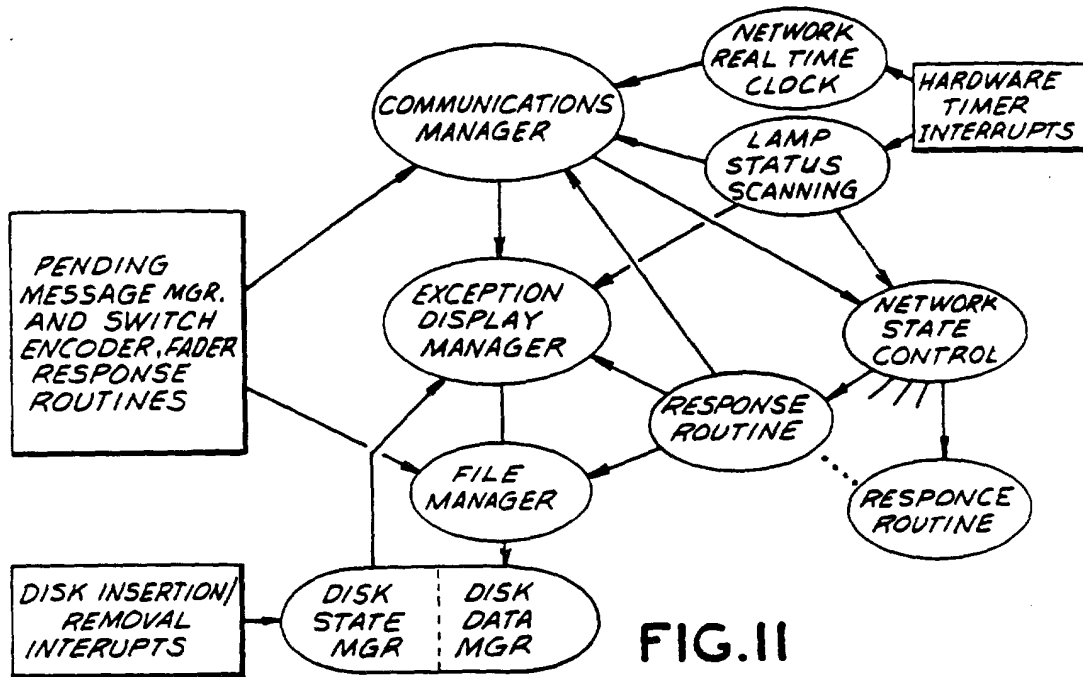 NETWORK
REAL TIME
CLOCK
HARDWARE
TIMER
INTERRUPTS
COMMUNICATIONS
MANAGER
LAMP
STATUS
SCANNING
PENDING
MESSAGE MGR.
AND SWITCH
ENCODER, FADER
RESPONSE
ROUTINES
EXCEPTION
DISPLAY
MANAGER
NETWORK
STATE
CONTROL
RESPONSE
ROUTINE
FILE
MANAGER
RESPONCE
ROUTINE
DISK INSERTION/
REMOVAL
INTERUPTS
DISK
STATE
MGR
DISK
DATA
MGR
FIG.11